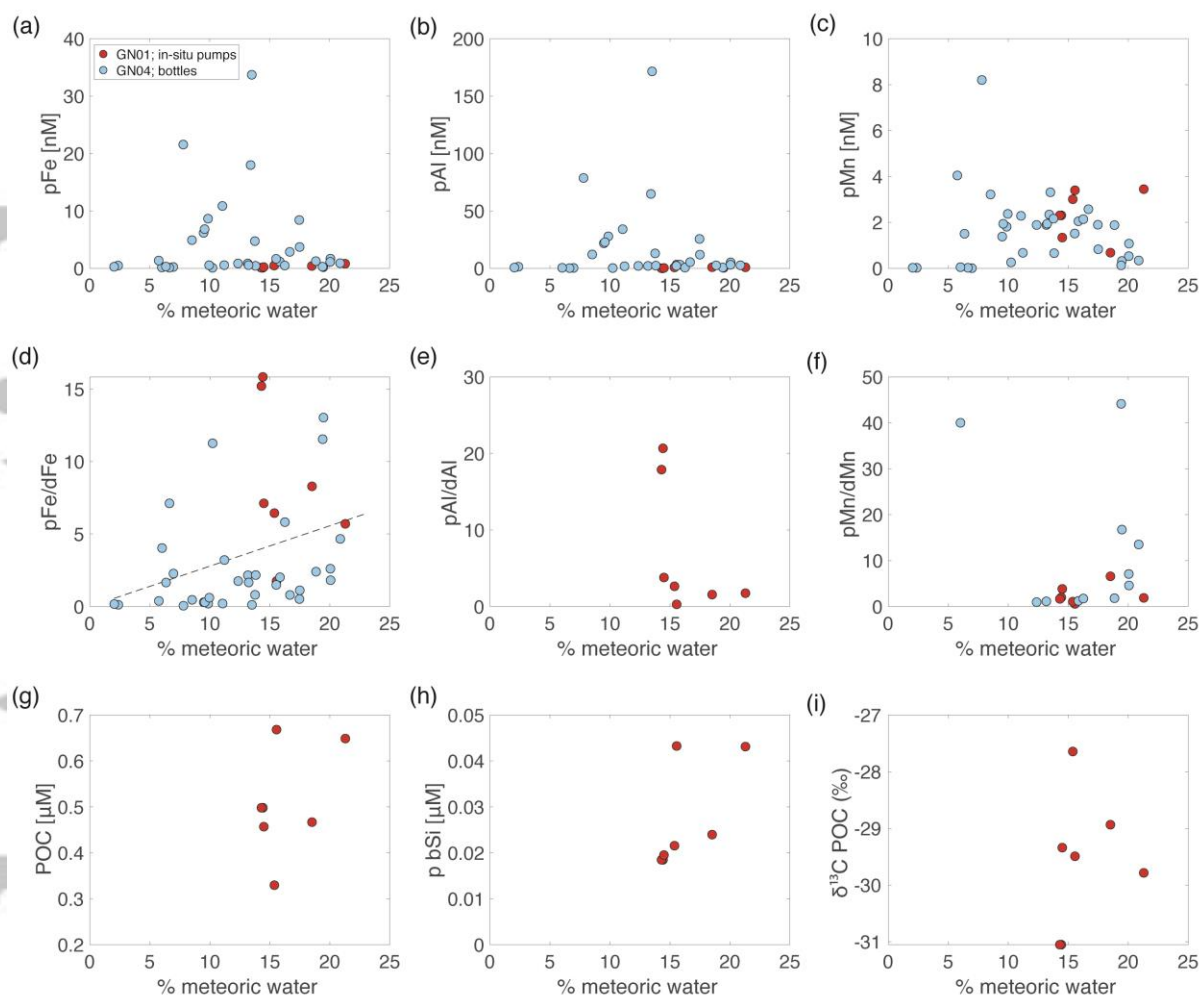 (a)
40
30
20
10
0
pFe [nM]
GN01; in-situ pumps
GN04; bottles
0 5 10 15 20 25
% meteoric water
(b)
200
150
100
50
0
pAl [nM]
0 5 10 15 20 25
% meteoric water
(c)
10
8
6
4
2
0
pMn [nM]
0 5 10 15 20 25
% meteoric water
(d)
15
10
5
0
pFe/dFe
0 5 10 15 20 25
% meteoric water
(e)
30
20
10
0
pAl/dAl
0 5 10 15 20 25
% meteoric water
(f)
50
40
30
20
10
0
pMn/dMn
0 5 10 15 20 25
% meteoric water
(g)
0.7
0.6
0.5
0.4
0.3
0.2
POC [µM]
0 5 10 15 20 25
% meteoric water
(h)
0.05
0.04
0.03
0.02
0.01
0
p bSi [µM]
0 5 10 15 20 25
% meteoric water
(i)
-27
-28
-29
-30
-31
δ¹³C POC (‰)
0 5 10 15 20 25
% meteoric water